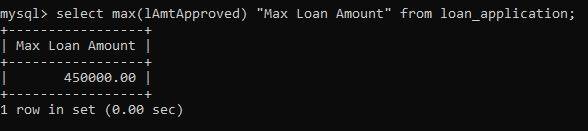 mysql> select max(lAmtApproved) "Max Loan Amount" from loan_application;
+-----------------+
| Max Loan Amount |
+-----------------+
|       450000.00 |
+-----------------+
1 row in set (0.00 sec)